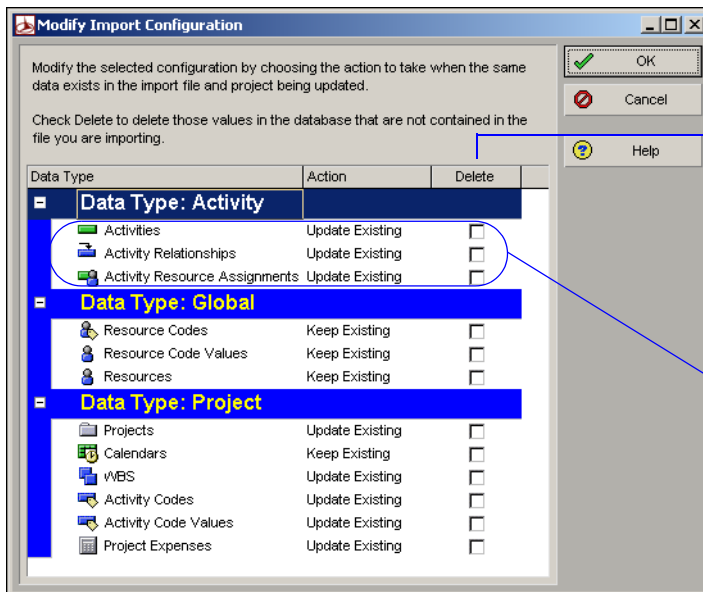 Modify Import Configuration
Modify the selected configuration by choosing the action to take when the same
data exists in the import file and project being updated.
Check Delete to delete those values in the database that are not contained in the
file you are importing.
OK
Cancel
Help
Data Type Action Delete
Data Type: Activity
Activities Update Existing
Activity Relationships Update Existing
Activity Resource Assignments Update Existing
Data Type: Global
Resource Codes Keep Existing
Resource Code Values Keep Existing
Resources Keep Existing
Data Type: Project
Projects Update Existing
Calendars Keep Existing
WBS Update Existing
Activity Codes Update Existing
Activity Code Values Update Existing
Project Expenses Update Existing